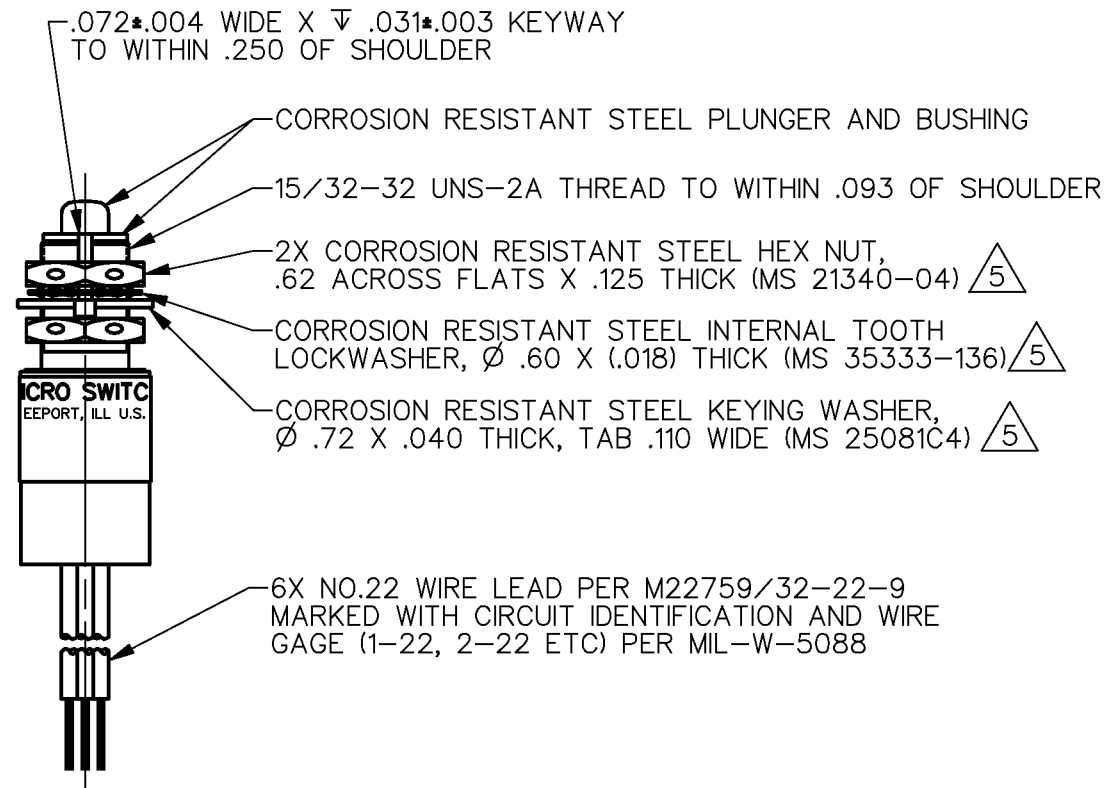 .072±.004 WIDE X ↧ .031±.003 KEYWAY
TO WITHIN .250 OF SHOULDER
CORROSION RESISTANT STEEL PLUNGER AND BUSHING
15/32-32 UNS-2A THREAD TO WITHIN .093 OF SHOULDER
2X CORROSION RESISTANT STEEL HEX NUT,
.62 ACROSS FLATS X .125 THICK (MS 21340-04) 5
CORROSION RESISTANT STEEL INTERNAL TOOTH
LOCKWASHER, Ø .60 X (.018) THICK (MS 35333-136) 5
ICRO SWITC
EEPORT, ILL U.S.
CORROSION RESISTANT STEEL KEYING WASHER,
Ø .72 X .040 THICK, TAB .110 WIDE (MS 25081C4) 5
6X NO.22 WIRE LEAD PER M22759/32-22-9
MARKED WITH CIRCUIT IDENTIFICATION AND WIRE
GAGE (1-22, 2-22 ETC) PER MIL-W-5088